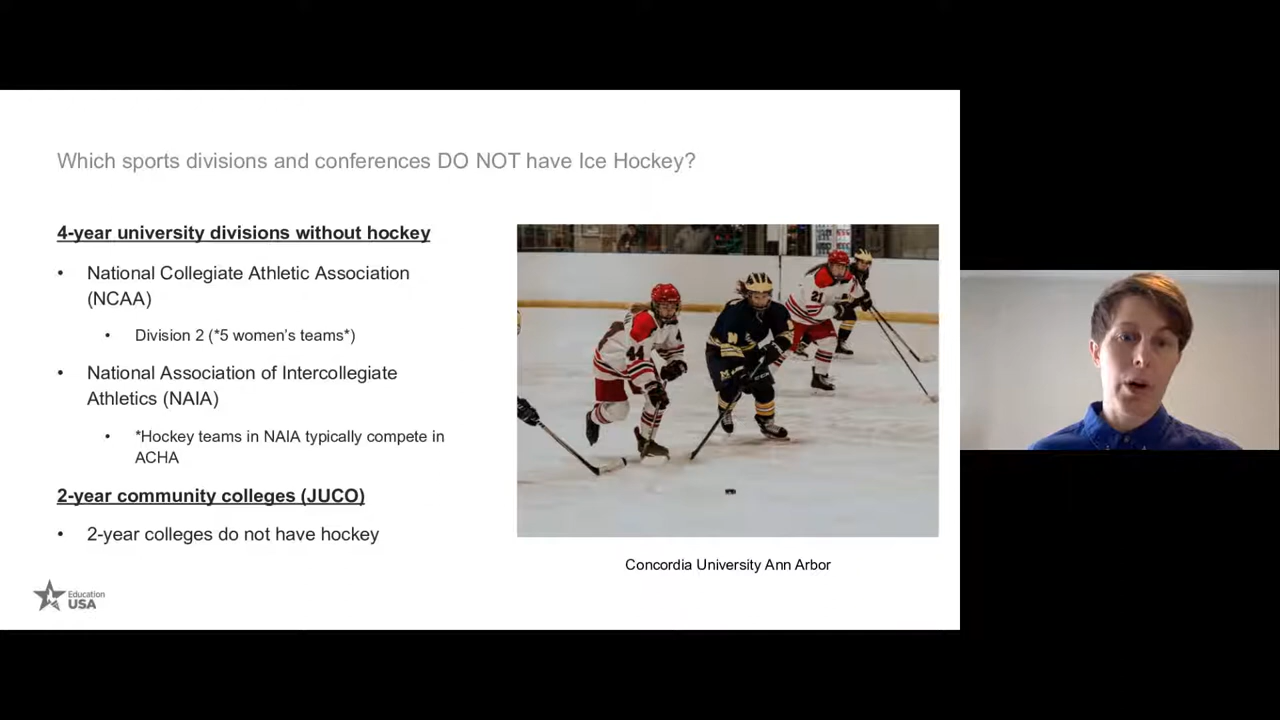 Which sports divisions and conferences DO NOT have Ice Hockey?
4-year university divisions without hockey
• National Collegiate Athletic Association
(NCAA)
• Division 2 (*5 women's teams*)
• National Association of Intercollegiate
Athletics (NAIA)
• *Hockey teams in NAIA typically compete in
ACHA
2-year community colleges (JUCO)
• 2-year colleges do not have hockey
44
N
21
Concordia University Ann Arbor
Education
USA